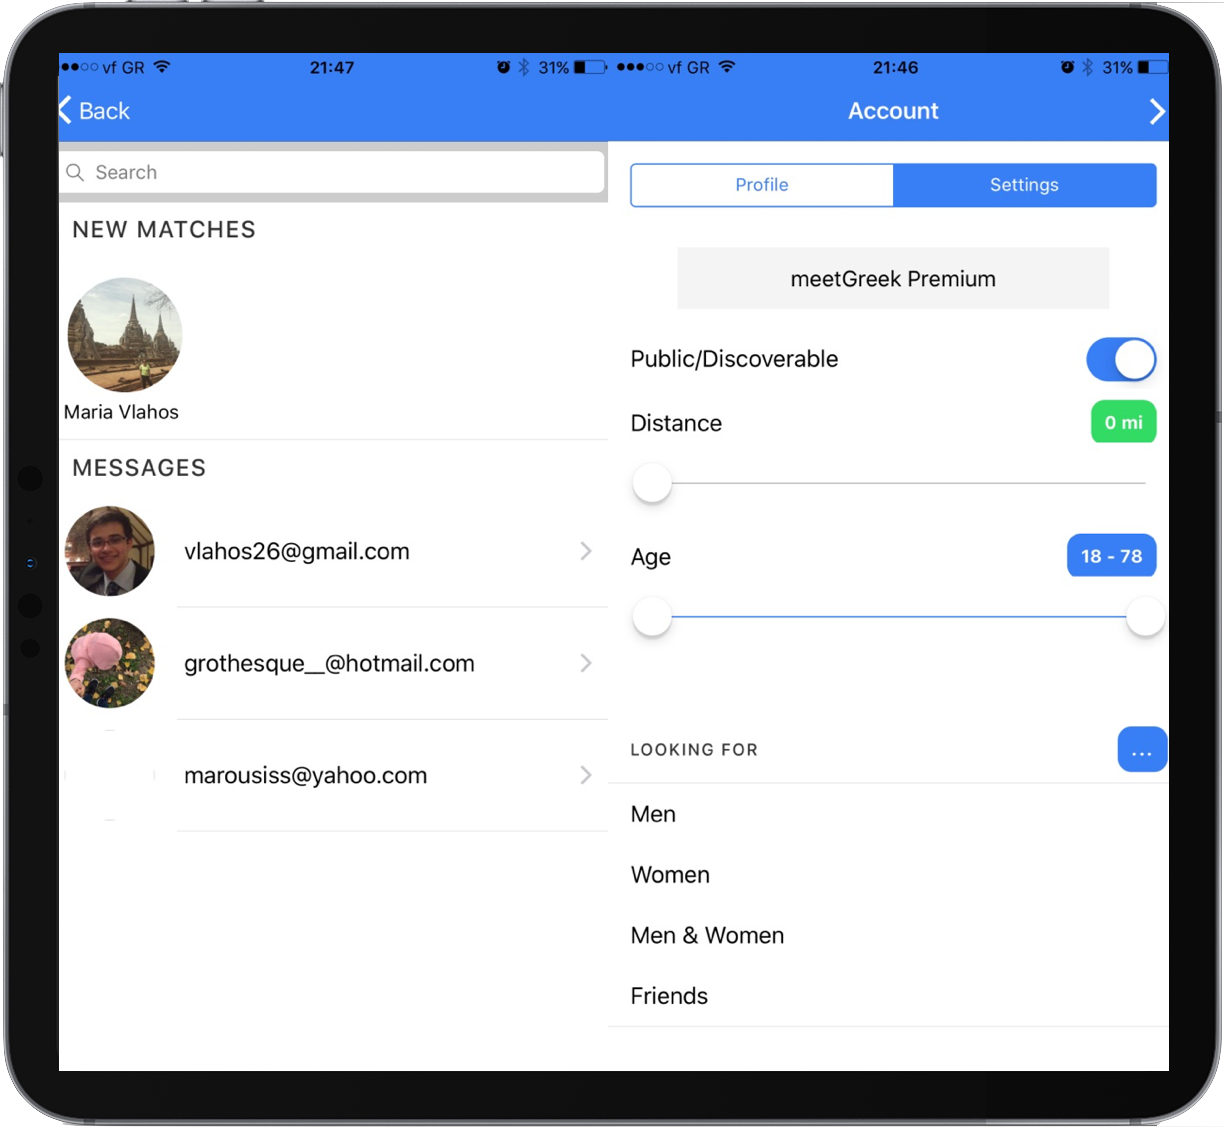 vf GR 21:47 31%
Back
Search
NEW MATCHES
Maria Vlahos
MESSAGES
vlahos26@gmail.com
grothesque__@hotmail.com
marousiss@yahoo.com
vf GR 21:46 31%
Account
Profile Settings
meetGreek Premium
Public/Discoverable
Distance 0 mi
Age 18 - 78
LOOKING FOR ...
Men
Women
Men & Women
Friends